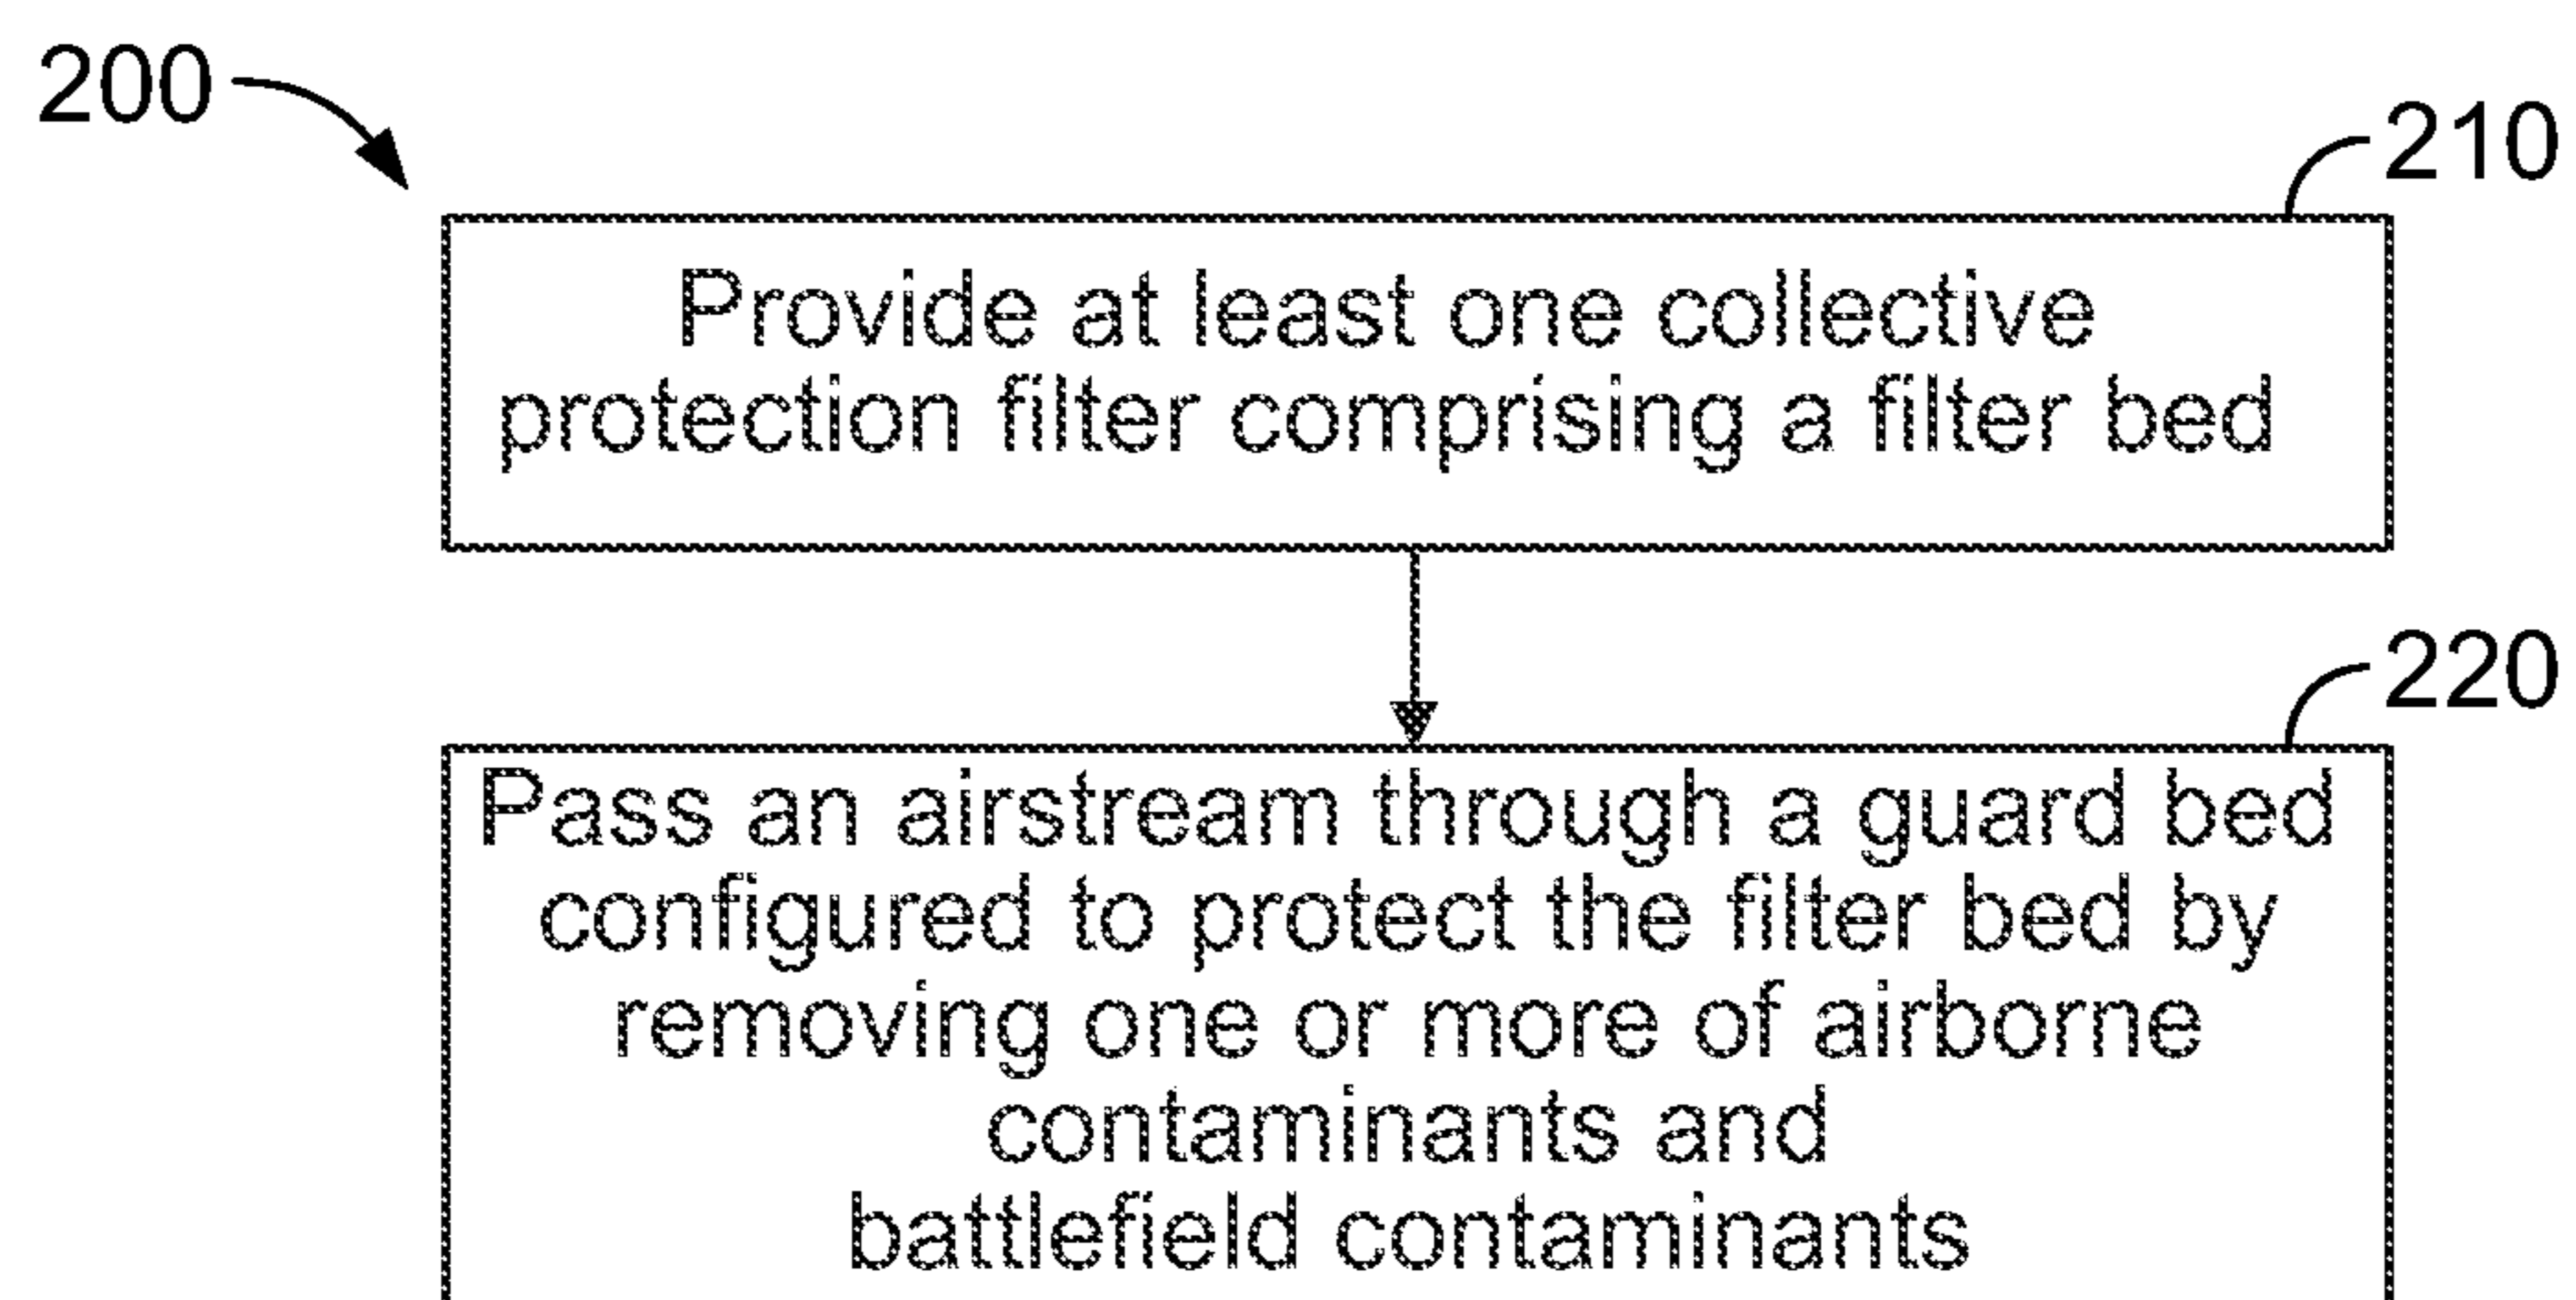 200
210
Provide at least one collective
protection filter comprising a filter bed
220
Pass an airstream through a guard bed
configured to protect the filter bed by
removing one or more of airborne
contaminants and
battlefield contaminants